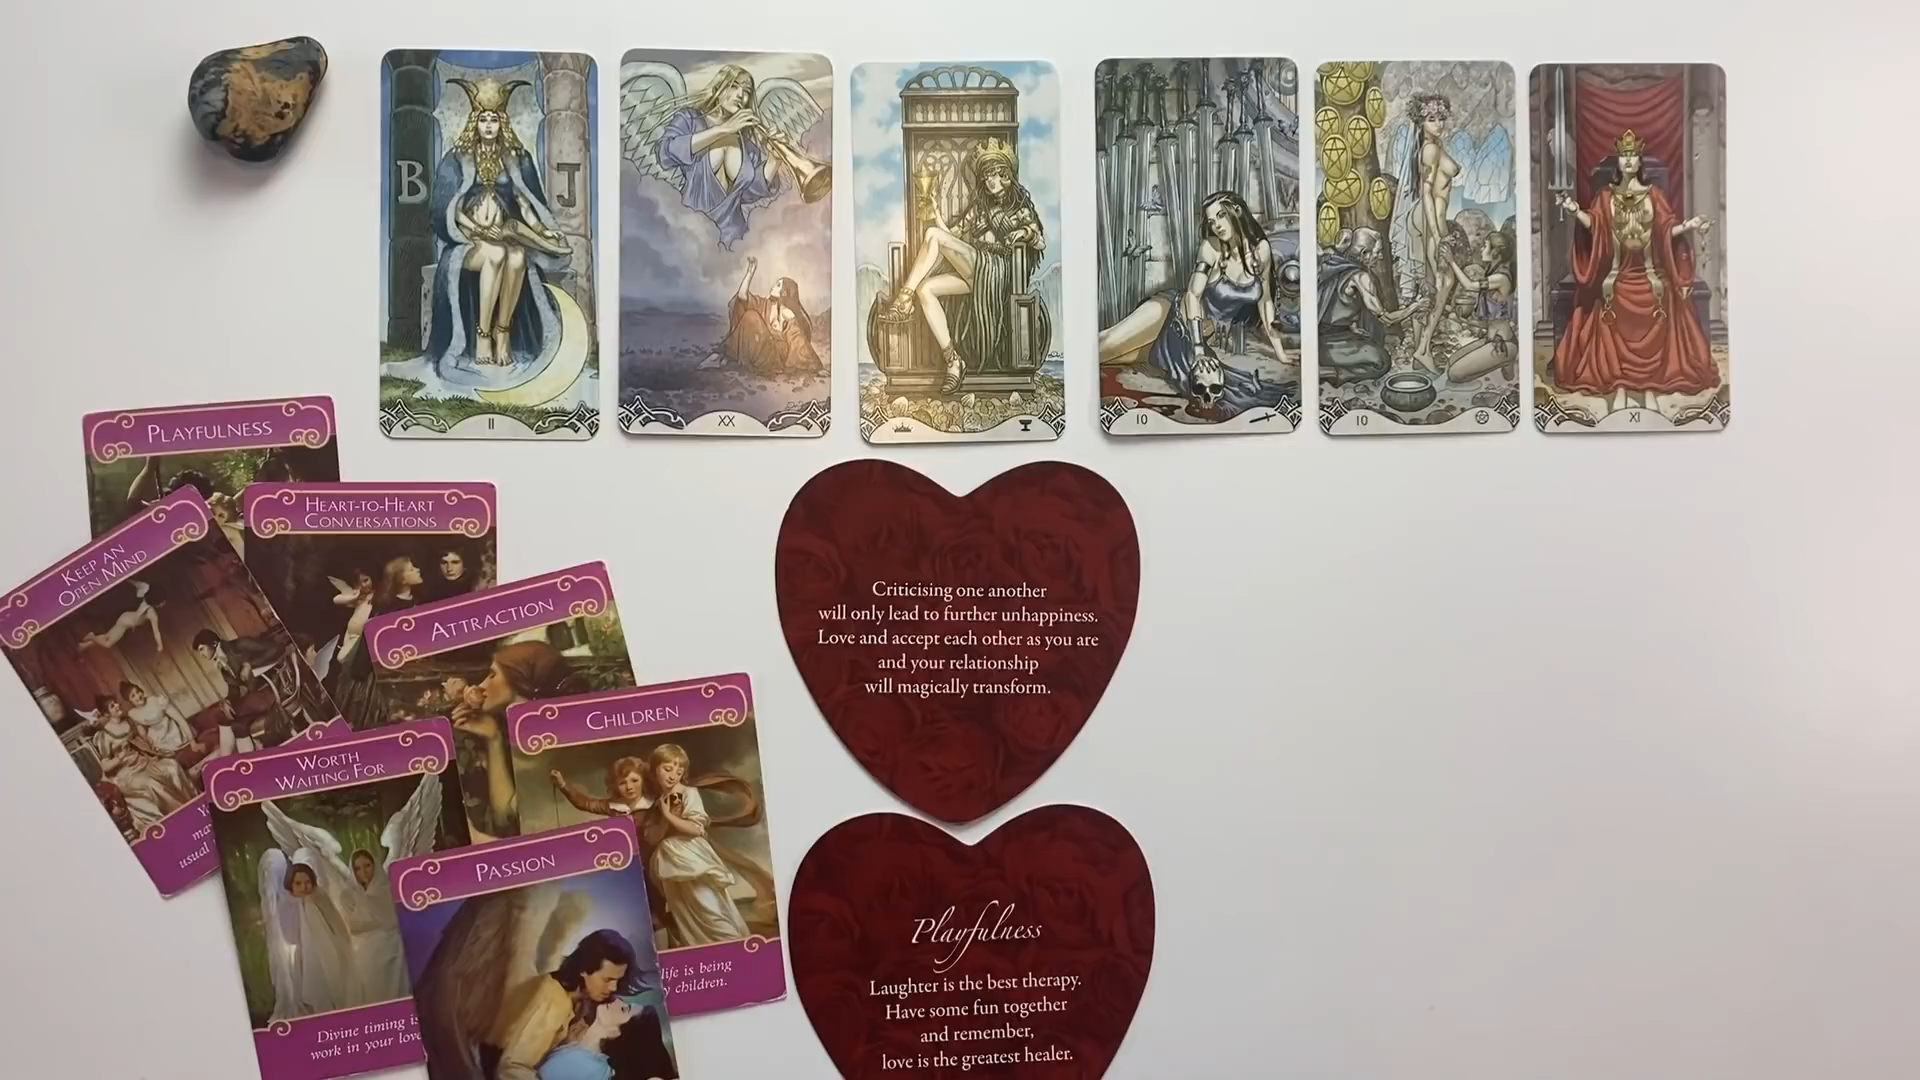 B J
II
XX
10
10
XI
PLAYFULNESS
HEART-TO-HEART
CONVERSATIONS
KEEP AN
OPEN MIND
ATTRACTION
CHILDREN
WORTH
WAITING FOR
PASSION
usual
life is being
children.
Divine timing is
work in your love
Criticising one another
will only lead to further unhappiness.
Love and accept each other as you are
and your relationship
will magically transform.
Playfulness
Laughter is the best therapy.
Have some fun together
and remember,
love is the greatest healer.